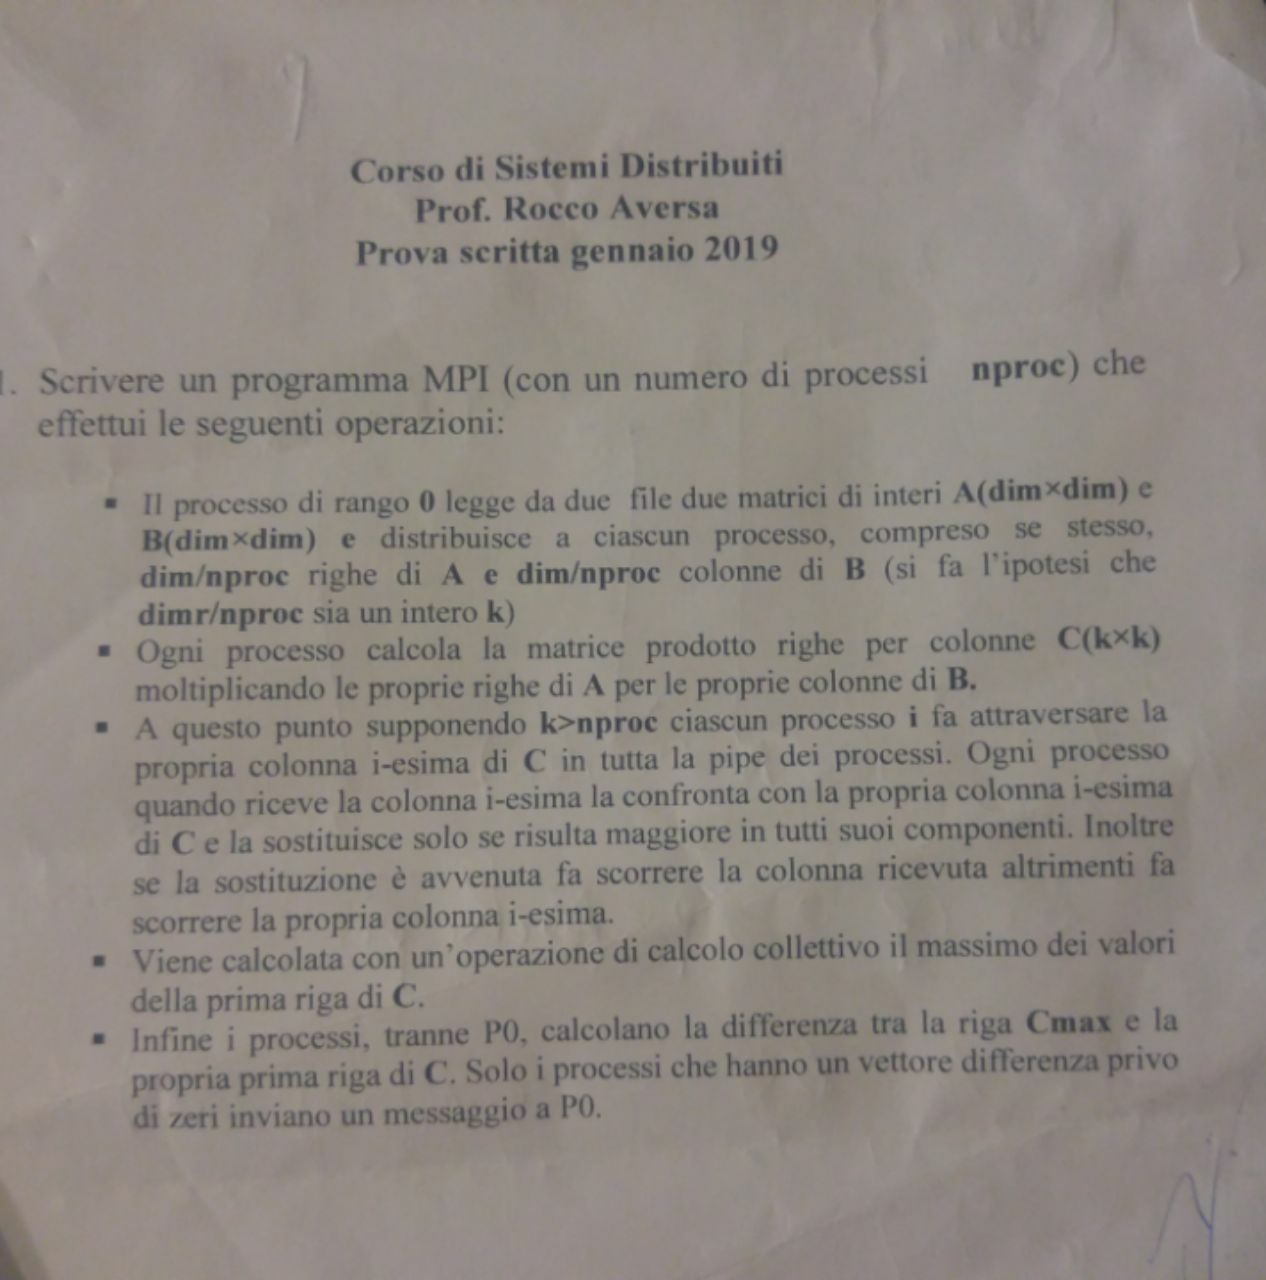 Corso di Sistemi Distribuiti
Prof. Rocco Aversa
Prova scritta gennaio 2019
1. Scrivere un programma MPI (con un numero di processi nproc) che
effettui le seguenti operazioni:
▪ Il processo di rango 0 legge da due file due matrici di interi A(dim×dim) e
B(dim×dim) e distribuisce a ciascun processo, compreso se stesso,
dim/nproc righe di A e dim/nproc colonne di B (si fa l'ipotesi che
dimr/nproc sia un intero k)
▪ Ogni processo calcola la matrice prodotto righe per colonne C(k×k)
moltiplicando le proprie righe di A per le proprie colonne di B.
▪ A questo punto supponendo k>nproc ciascun processo i fa attraversare la
propria colonna i-esima di C in tutta la pipe dei processi. Ogni processo
quando riceve la colonna i-esima la confronta con la propria colonna i-esima
di C e la sostituisce solo se risulta maggiore in tutti suoi componenti. Inoltre
se la sostituzione è avvenuta fa scorrere la colonna ricevuta altrimenti fa
scorrere la propria colonna i-esima.
▪ Viene calcolata con un'operazione di calcolo collettivo il massimo dei valori
della prima riga di C.
▪ Infine i processi, tranne P0, calcolano la differenza tra la riga Cmax e la
propria prima riga di C. Solo i processi che hanno un vettore differenza privo
di zeri inviano un messaggio a P0.